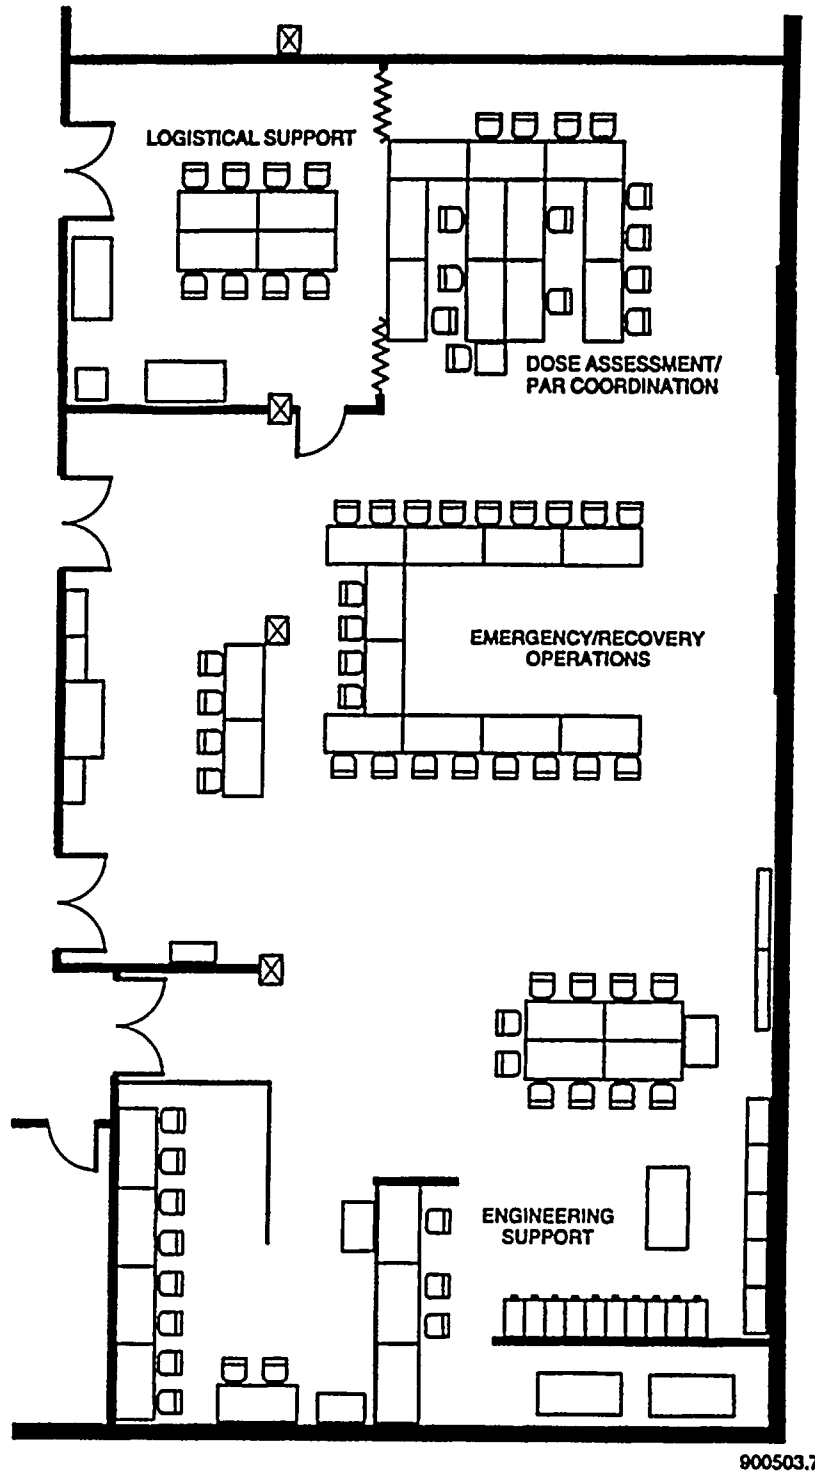 LOGISTICAL SUPPORT
DOSE ASSESSMENT/
PAR COORDINATION
EMERGENCY/RECOVERY
OPERATIONS
ENGINEERING
SUPPORT
900503.7